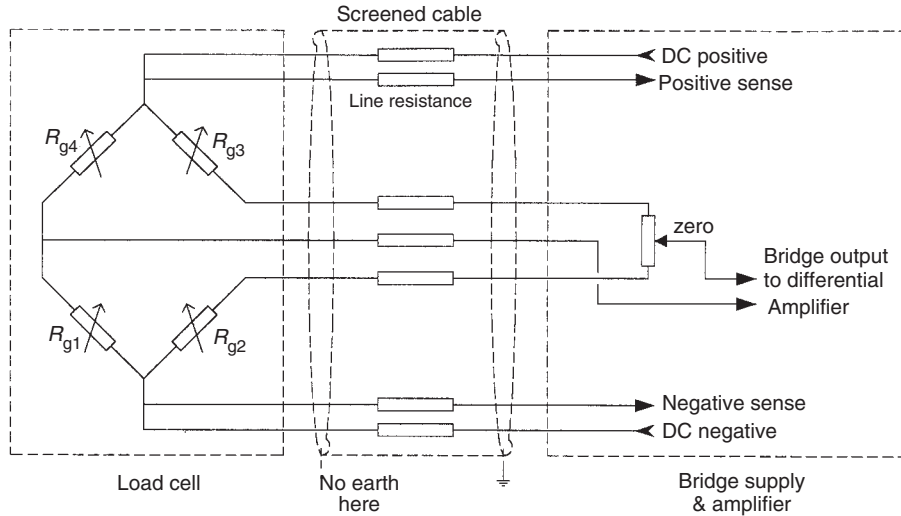 Screened cable
DC positive
Positive sense
Line resistance
Rg4
Rg3
zero
Bridge output
to differential
Amplifier
Rg1
Rg2
Negative sense
DC negative
Load cell
No earth
here
Bridge supply
& amplifier